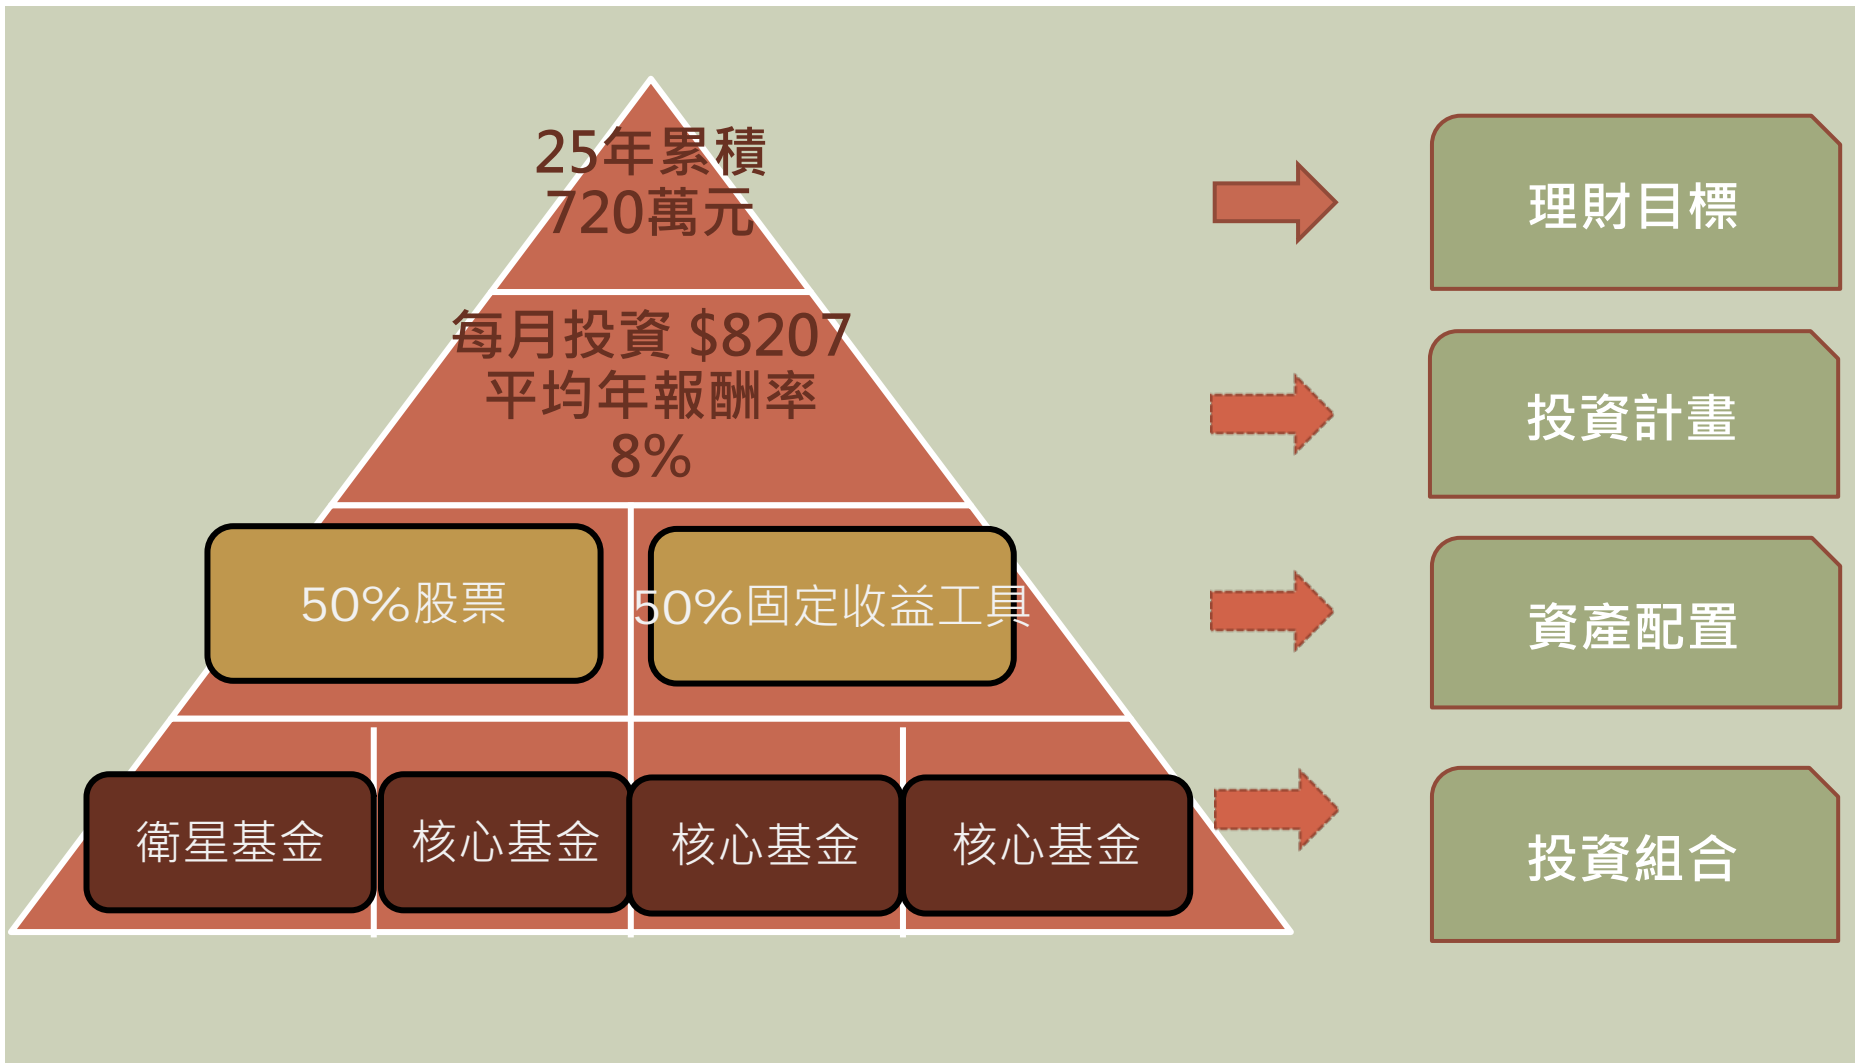 25年累積
720萬元
理財目標
每月投資 $8207
平均年報酬率
8%
投資計畫
50%股票
50%固定收益工具
資產配置
衛星基金
核心基金
核心基金
核心基金
投資組合